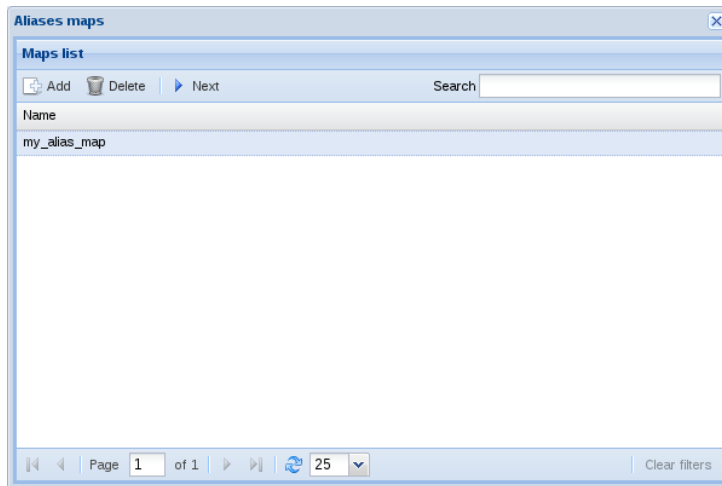 Aliases maps
Maps list
Add Delete Next Search
Name
my_alias_map
Page 1 of 1 25 Clear filters